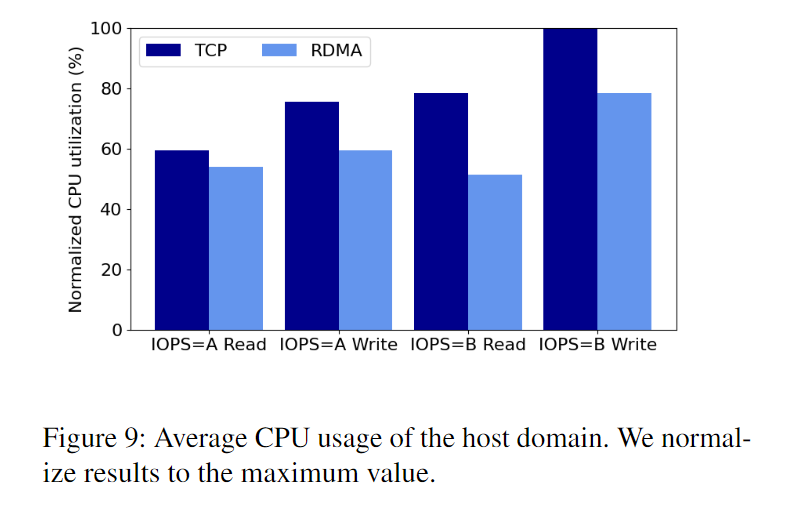 100
80
60
40
20
0
Normalized CPU utilization (%)
TCP RDMA
IOPS=A Read IOPS=A Write IOPS=B Read IOPS=B Write
Figure 9: Average CPU usage of the host domain. We normal-
ize results to the maximum value.